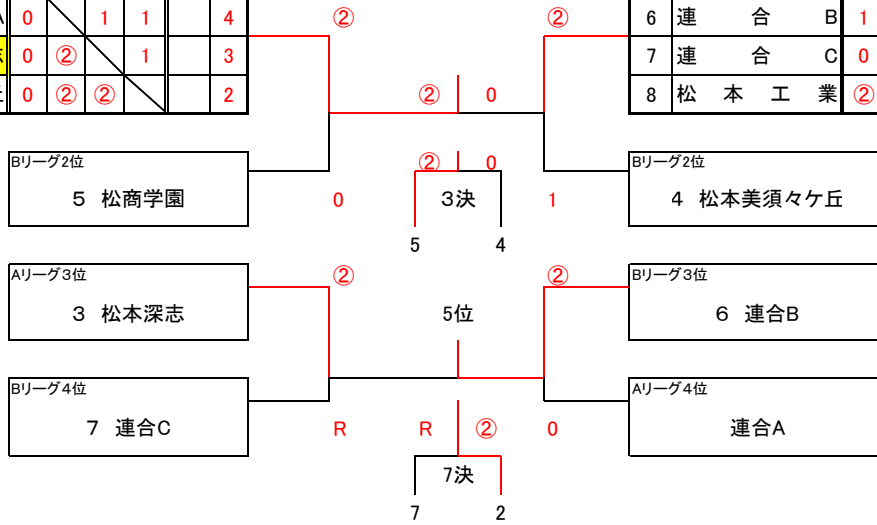 0 1 1 4
0 ② 1 3
0 ② ② 2
② ②
6 連合B 1
7 連合C 0
8 松本工業 ②
② 0
Bリーグ2位
5 松商学園
0
② 0
3決
5 4
1
Bリーグ2位
4 松本美須々ケ丘
Aリーグ3位
3 松本深志
② ②
5位
Bリーグ3位
6 連合B
Bリーグ4位
7 連合C
R R ② 0
7決
7 2
Aリーグ4位
連合A